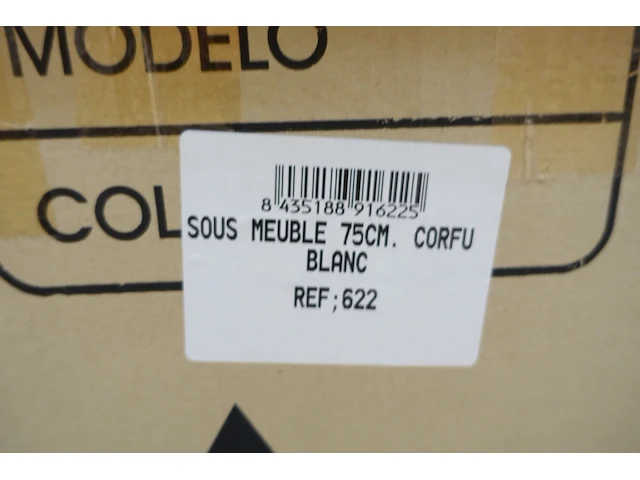 MODELO
COL
8 435188 916225
SOUS MEUBLE 75CM. CORFU
BLANC
REF;622